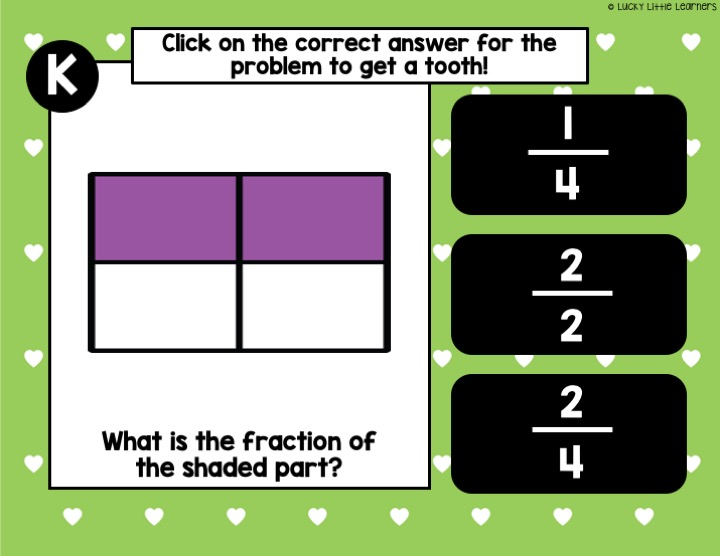 © Lucky Little Learners
Click on the correct answer for the
problem to get a tooth!
K
1
4
2
2
2
4
What is the fraction of
the shaded part?